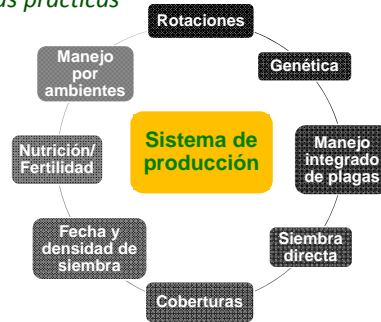 as prácticas
Rotaciones
Genética
Manejo
integrado
de plagas
Siembra
directa
Coberturas
Fecha y
densidad de
siembra
Nutrición/
Fertilidad
Manejo
por
ambientes
Sistema de
producción